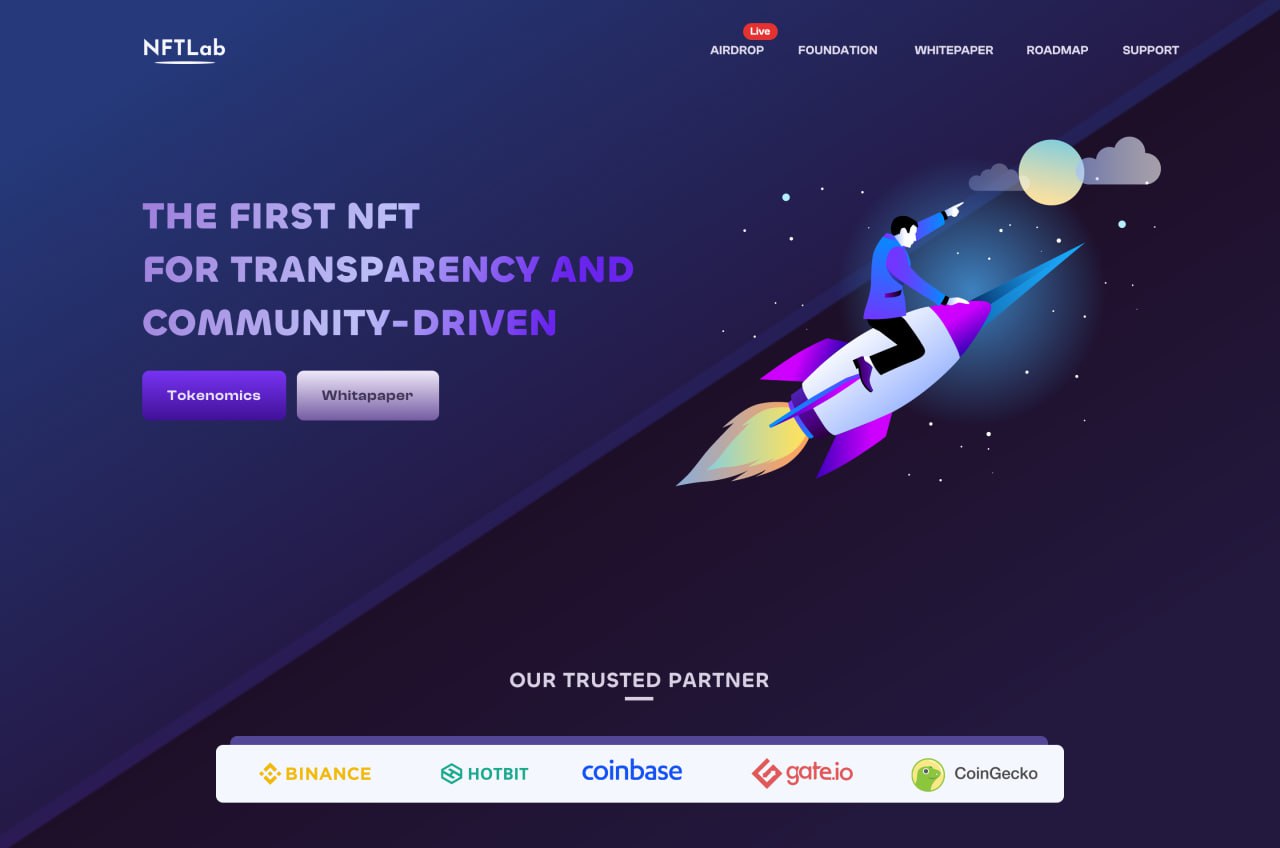 NFTLab
Live
AIRDROP FOUNDATION WHITEPAPER ROADMAP SUPPORT
THE FIRST NFT
FOR TRANSPARENCY AND
COMMUNITY-DRIVEN
Tokenomics Whitapaper
OUR TRUSTED PARTNER
BINANCE HOTBIT coinbase gate.io CoinGecko